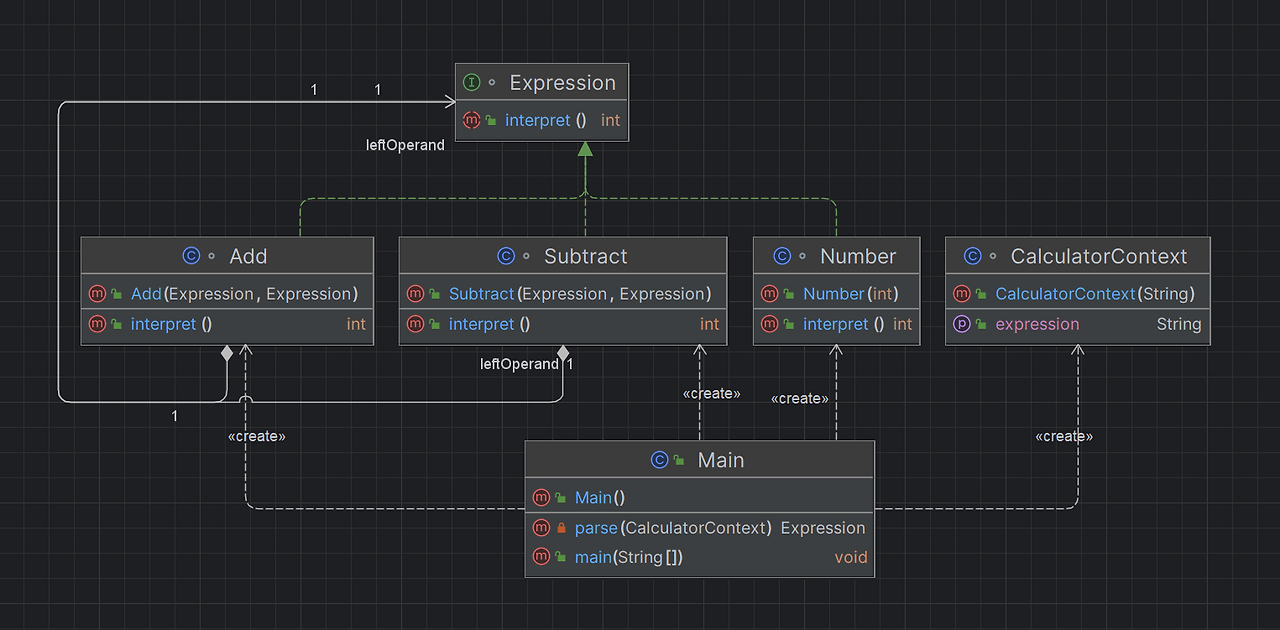 Expression
interpret () int
1 1
leftOperand
Add
Add(Expression, Expression)
interpret () int
Subtract
Subtract(Expression, Expression)
interpret () int
Number
Number(int)
interpret () int
CalculatorContext
CalculatorContext(String)
expression String
leftOperand 1
1
«create»
«create»
«create»
«create»
Main
Main()
parse(CalculatorContext) Expression
main(String[]) void